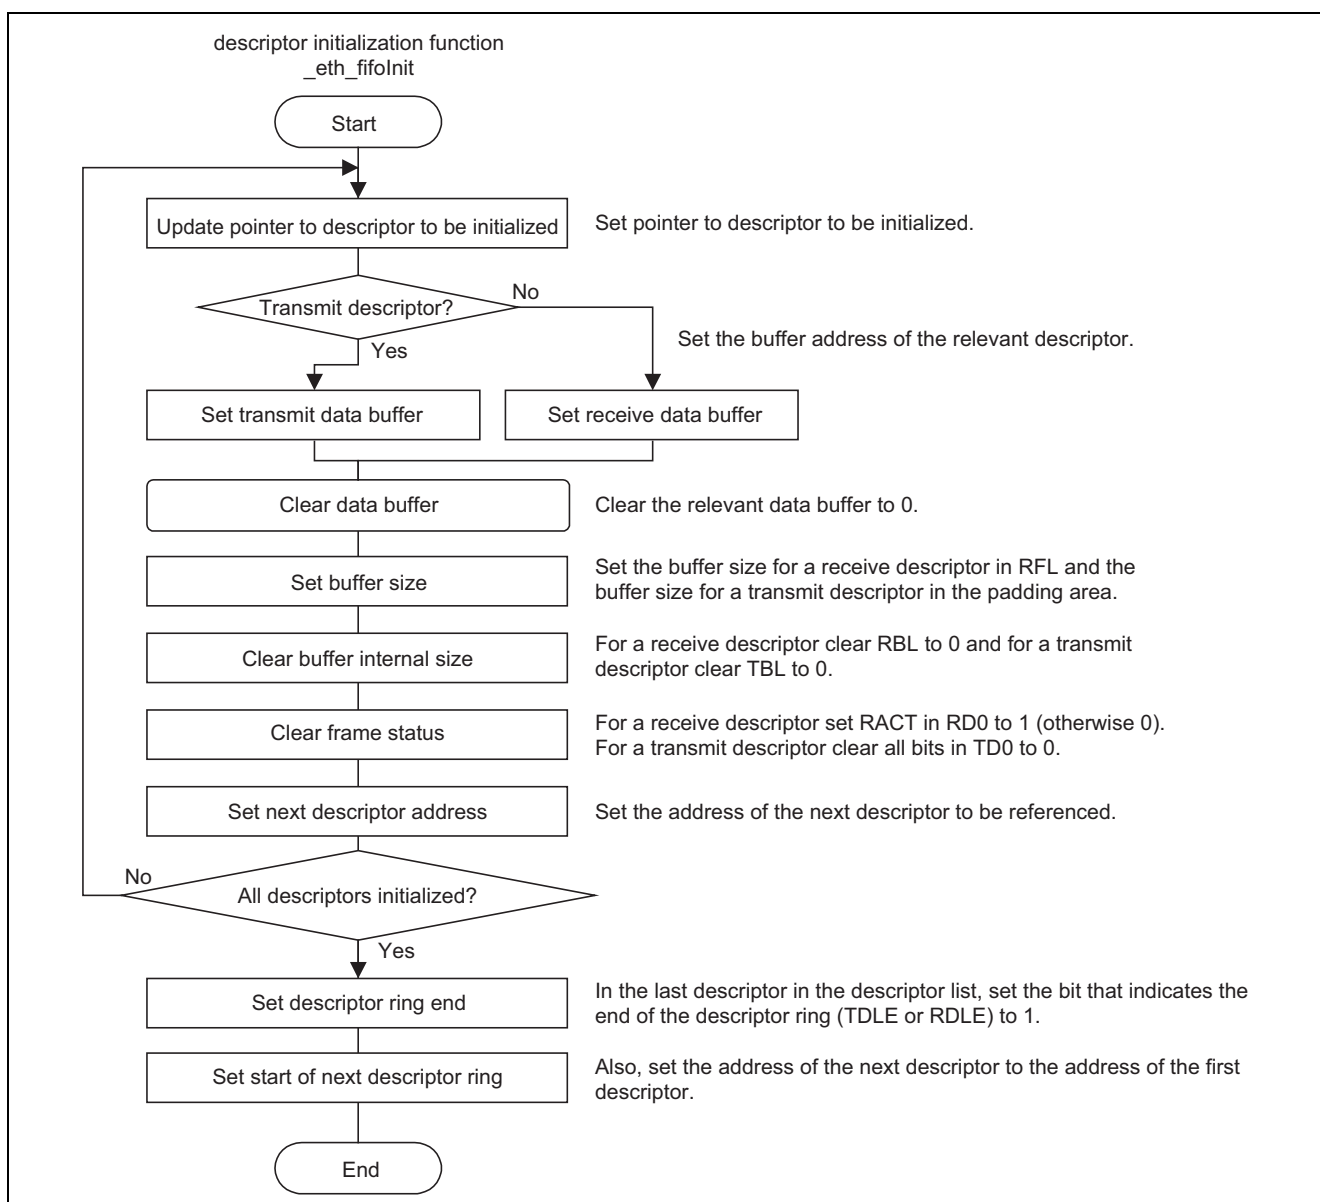 descriptor initialization function
_eth_fifoInit
Start
Update pointer to descriptor to be initialized
Set pointer to descriptor to be initialized.
Transmit descriptor?
No
Yes
Set the buffer address of the relevant descriptor.
Set transmit data buffer
Set receive data buffer
Clear data buffer
Clear the relevant data buffer to 0.
Set buffer size
Set the buffer size for a receive descriptor in RFL and the
buffer size for a transmit descriptor in the padding area.
Clear buffer internal size
For a receive descriptor clear RBL to 0 and for a transmit
descriptor clear TBL to 0.
Clear frame status
For a receive descriptor set RACT in RD0 to 1 (otherwise 0).
For a transmit descriptor clear all bits in TD0 to 0.
Set next descriptor address
Set the address of the next descriptor to be referenced.
No
All descriptors initialized?
Yes
Set descriptor ring end
In the last descriptor in the descriptor list, set the bit that indicates the
end of the descriptor ring (TDLE or RDLE) to 1.
Set start of next descriptor ring
Also, set the address of the next descriptor to the address of the first
descriptor.
End